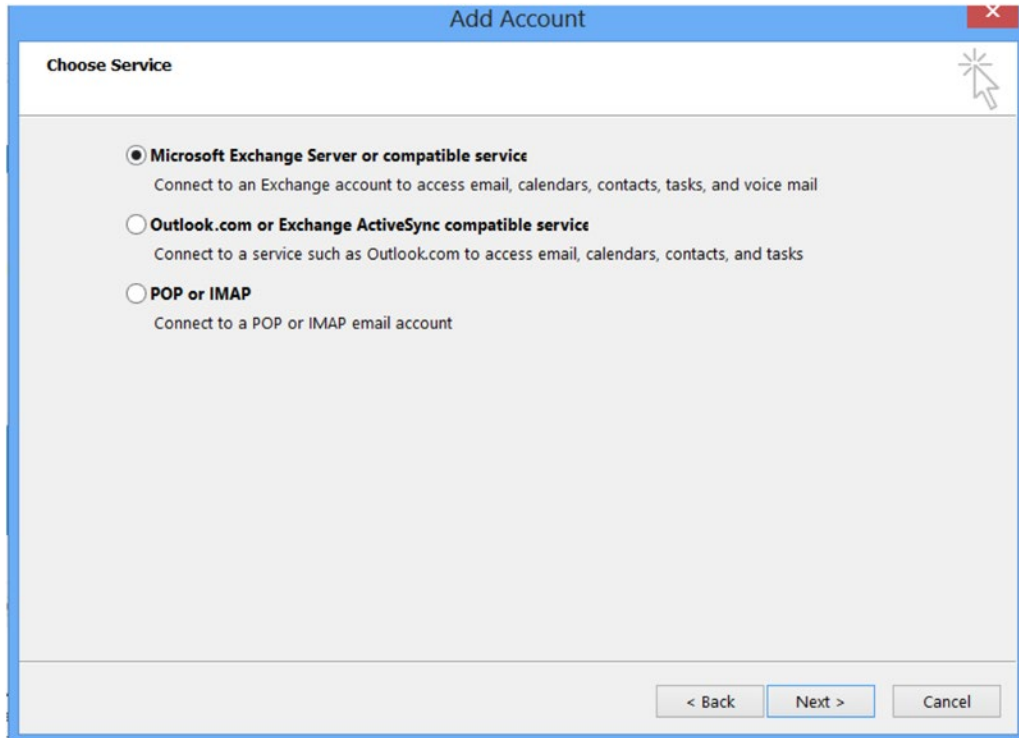 Add Account
Choose Service
Microsoft Exchange Server or compatible service
Connect to an Exchange account to access email, calendars, contacts, tasks, and voice mail
Outlook.com or Exchange ActiveSync compatible service
Connect to a service such as Outlook.com to access email, calendars, contacts, and tasks
POP or IMAP
Connect to a POP or IMAP email account
< Back Next > Cancel